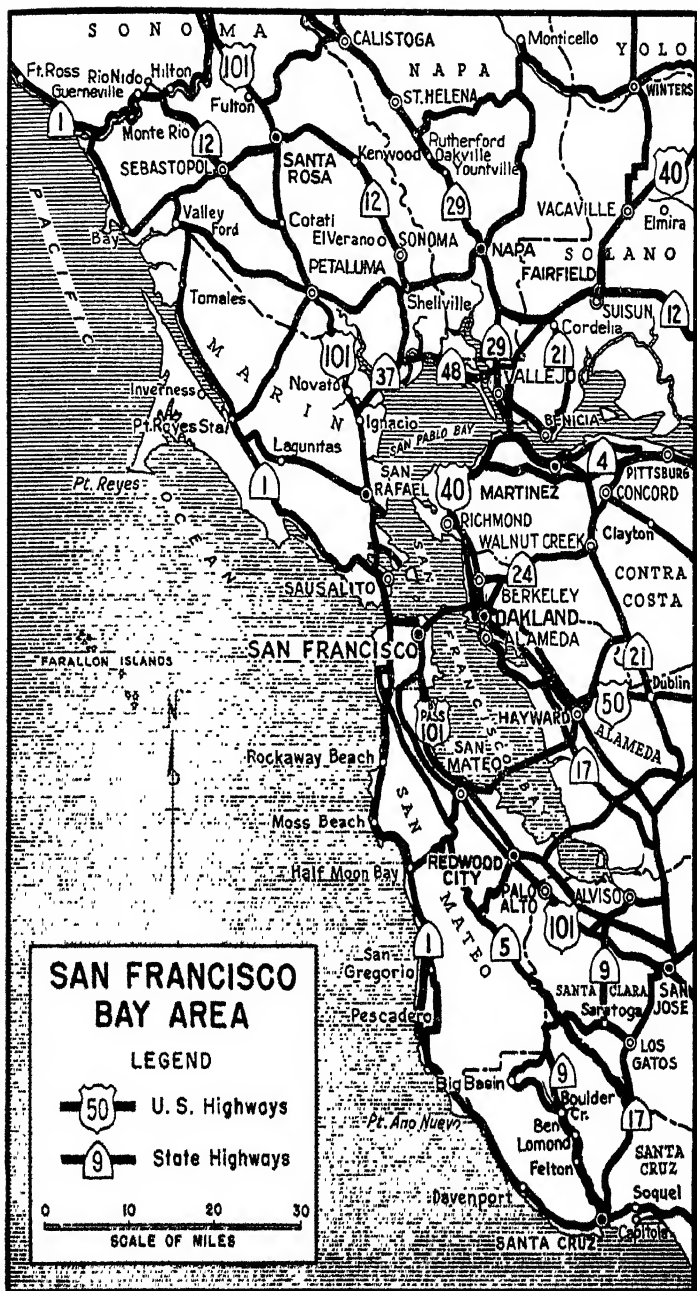 SONOMA
101
CALISTOGA
Monticello
YOLO
Ft. Ross
Rio Nido
Hilton
Guerneville
NAPA
Fulton
ST. HELENA
WINTERS
1
Monte Rio
12
Rutherford
Oakville
Yountville
SEBASTOPOL
SANTA
ROSA
Kenwood
40
PACIFIC
12
29
VACAVILLE
Elmira
Bay
Valley
Ford
Cotati
El Verano
SONOMA
NAPA
SOLANO
PETALUMA
FAIRFIELD
Shellville
SUISUN
Tomales
Cordelia
12
MARIN
101
37
48
29
21
Novato
VALLEJO
Inverness
Ignacio
BENICIA
Pt. Reyes Sta.
SAN PABLO BAY
Lagunitas
4
PITTSBURG
Pt. Reyes
1
SAN
RAFAEL
40
MARTINEZ
CONCORD
OCEAN
RICHMOND
WALNUT CREEK
Clayton
24
SAUSALITO
BERKELEY
CONTRA
COSTA
OAKLAND
SAN FRANCISCO
ALAMEDA
SAN FRANCISCO BAY
21
FARALLON ISLANDS
Dublin
50
N
BY
PASS
101
HAYWARD
ALAMEDA
Rockaway Beach
SAN
MATEO
17
SAN MATEO
Moss Beach
REDWOOD
CITY
Half Moon Bay
PALO
ALTO
ALVISO
101
1
5
9
San
Gregorio
SANTA CLARA
SAN
JOSE
Saratoga
Pescadero
LOS
GATOS
Big Basin
9
Boulder
Cr.
Pt. Ano Nuevo
17
Ben
Lomond
SANTA
CRUZ
Felton
Davenport
Soquel
SANTA CRUZ
Capitola
SAN FRANCISCO
BAY AREA
LEGEND
50 U.S. Highways
9 State Highways
0 10 20 30
SCALE OF MILES